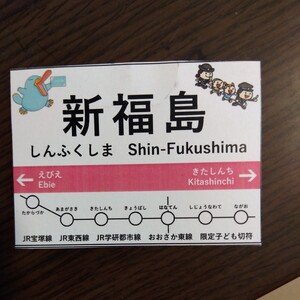 新福島
しんふくしま Shin-Fukushima
えびえ きたしんち
Ebie Kitashinchi
たからづか あまがさき きたしんち きょうばし はなてん しじょうなわて ながお
JR宝塚線 JR東西線 JR学研都市線 おおさか東線 限定子ども切符